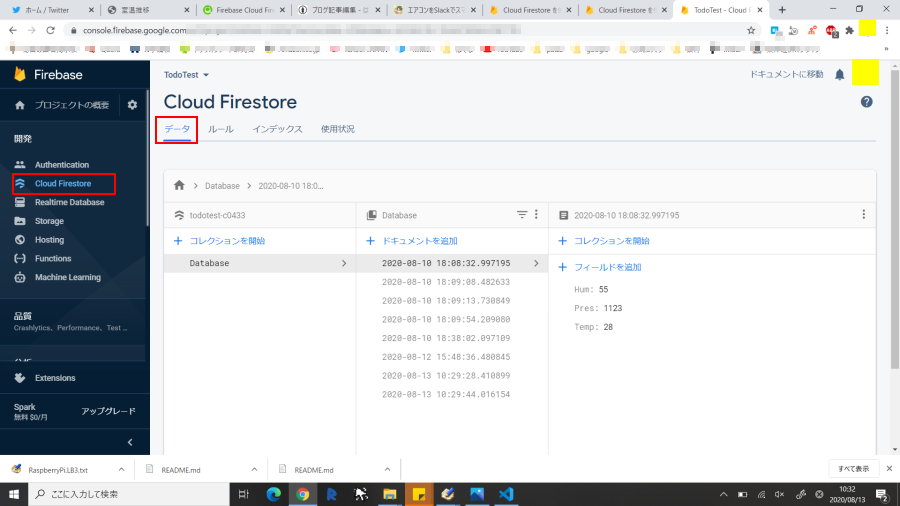 ホーム / Twitter
室温推移
Firebase Cloud Fir
ブログ記事編集 - は
エアコンをSlackでスマ
Cloud Firestore を
Cloud Firestore を
TodoTest - Cloud F
console.firebase.google.com
Firebase
TodoTest
ドキュメントに移動
プロジェクトの概要
Cloud Firestore
データ
ルール
インデックス
使用状況
開発
Authentication
Cloud Firestore
Realtime Database
Storage
Hosting
Functions
Machine Learning
品質
Crashlytics、Performance、Test ...
Extensions
Spark
無料 $0/月
アップグレード
Database
2020-08-10 18:0...
todotest-c0433
Database
2020-08-10 18:08:32.997195
コレクションを開始
ドキュメントを追加
コレクションを開始
Database
2020-08-10 18:08:32.997195
2020-08-10 18:09:08.482633
2020-08-10 18:09:13.730849
2020-08-10 18:09:54.209080
2020-08-10 18:38:02.097109
2020-08-12 15:48:36.480845
2020-08-13 10:29:28.410899
2020-08-13 10:29:44.016154
フィールドを追加
Hum: 55
Pres: 1123
Temp: 28
RaspberryPi.LB3.txt
README.md
README.md
すべて表示
ここに入力して検索
10:32
2020/08/13
2